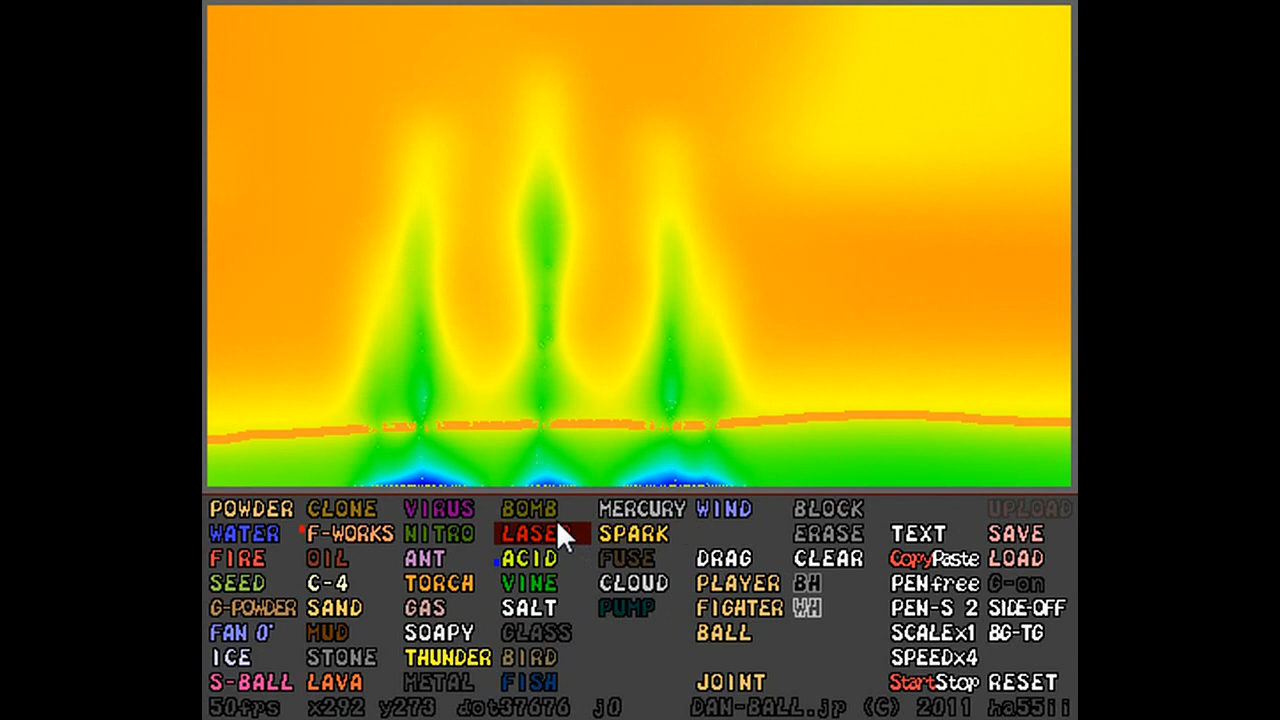 POWDER CLONE VIRUS BOMB MERCURY WIND BLOCK UPLOAD
WATER F-WORKS NITRO LASER SPARK ERASE TEXT SAVE
FIRE OIL ANT ACID FUSE DRAG CLEAR CopyPaste LOAD
SEED C-4 TORCH VINE CLOUD PLAYER BH PENfree G-on
G-POWDER SAND GAS SALT PUMP FIGHTER WH PEN-S 2 SIDE-OFF
FAN 0° MUD SOAPY GLASS BALL SCALEx1 BG-TG
ICE STONE THUNDER BIRD SPEEDx4
S-BALL LAVA METAL FISH JOINT StartStop RESET
50fps x292 y273 dot37676 j0 DAN-BALL.jp (C) 2011 ha55ii